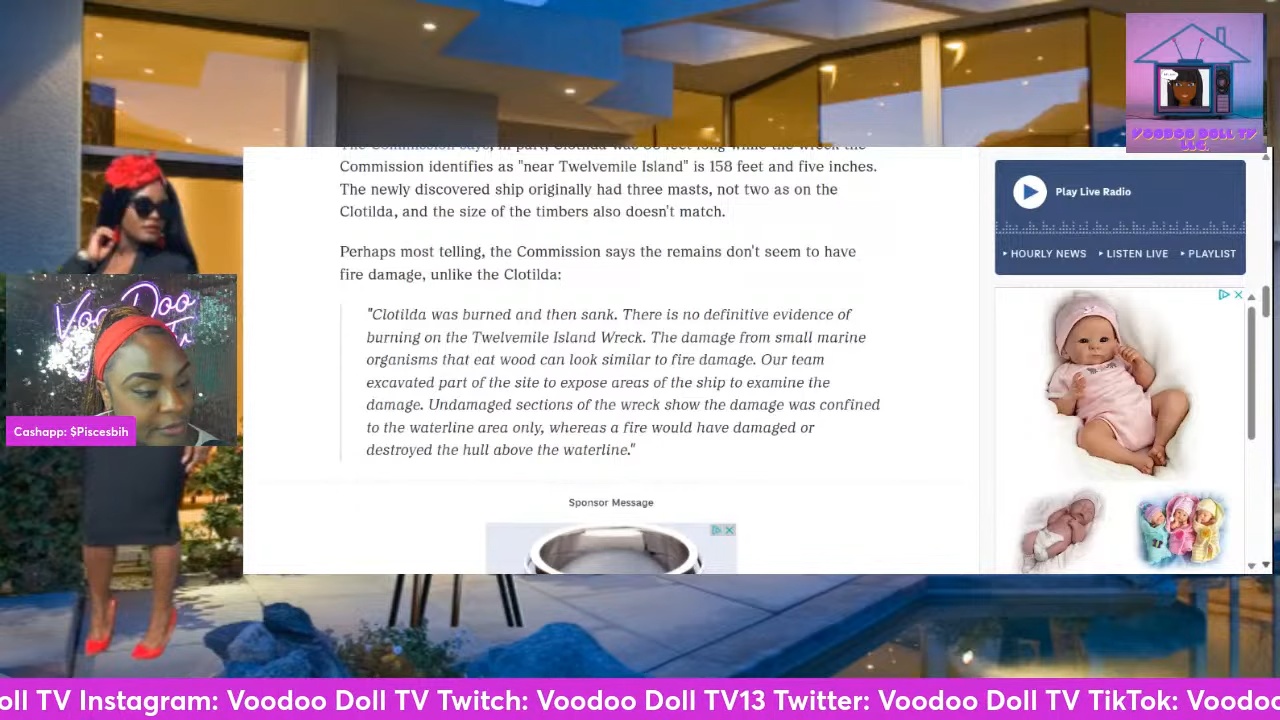 VOODOO DOLL TV
LLC.
Commission identifies as "near Twelvemile Island" is 158 feet and five inches.
The newly discovered ship originally had three masts, not two as on the
Clotilda, and the size of the timbers also doesn't match.
Perhaps most telling, the Commission says the remains don't seem to have
fire damage, unlike the Clotilda:
"Clotilda was burned and then sank. There is no definitive evidence of
burning on the Twelvemile Island Wreck. The damage from small marine
organisms that eat wood can look similar to fire damage. Our team
excavated part of the site to expose areas of the ship to examine the
damage. Undamaged sections of the wreck show the damage was confined
to the waterline area only, whereas a fire would have damaged or
destroyed the hull above the waterline."
Sponsor Message
Play Live Radio
HOURLY NEWS LISTEN LIVE PLAYLIST
VooDoo
Cashapp: $Piscesbih
oll TV Instagram: Voodoo Doll TV Twitch: Voodoo Doll TV13 Twitter: Voodoo Doll TV TikTok: Voodoo